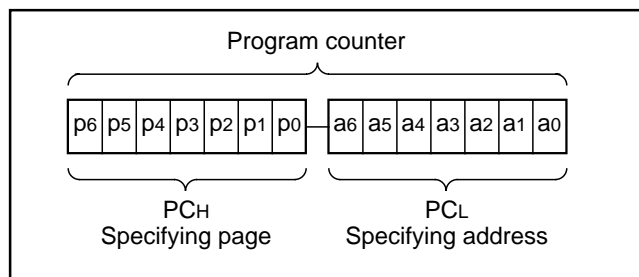 Program counter
p6 p5 p4 p3 p2 p1 p0 a6 a5 a4 a3 a2 a1 a0
PCH PCL
Specifying page Specifying address